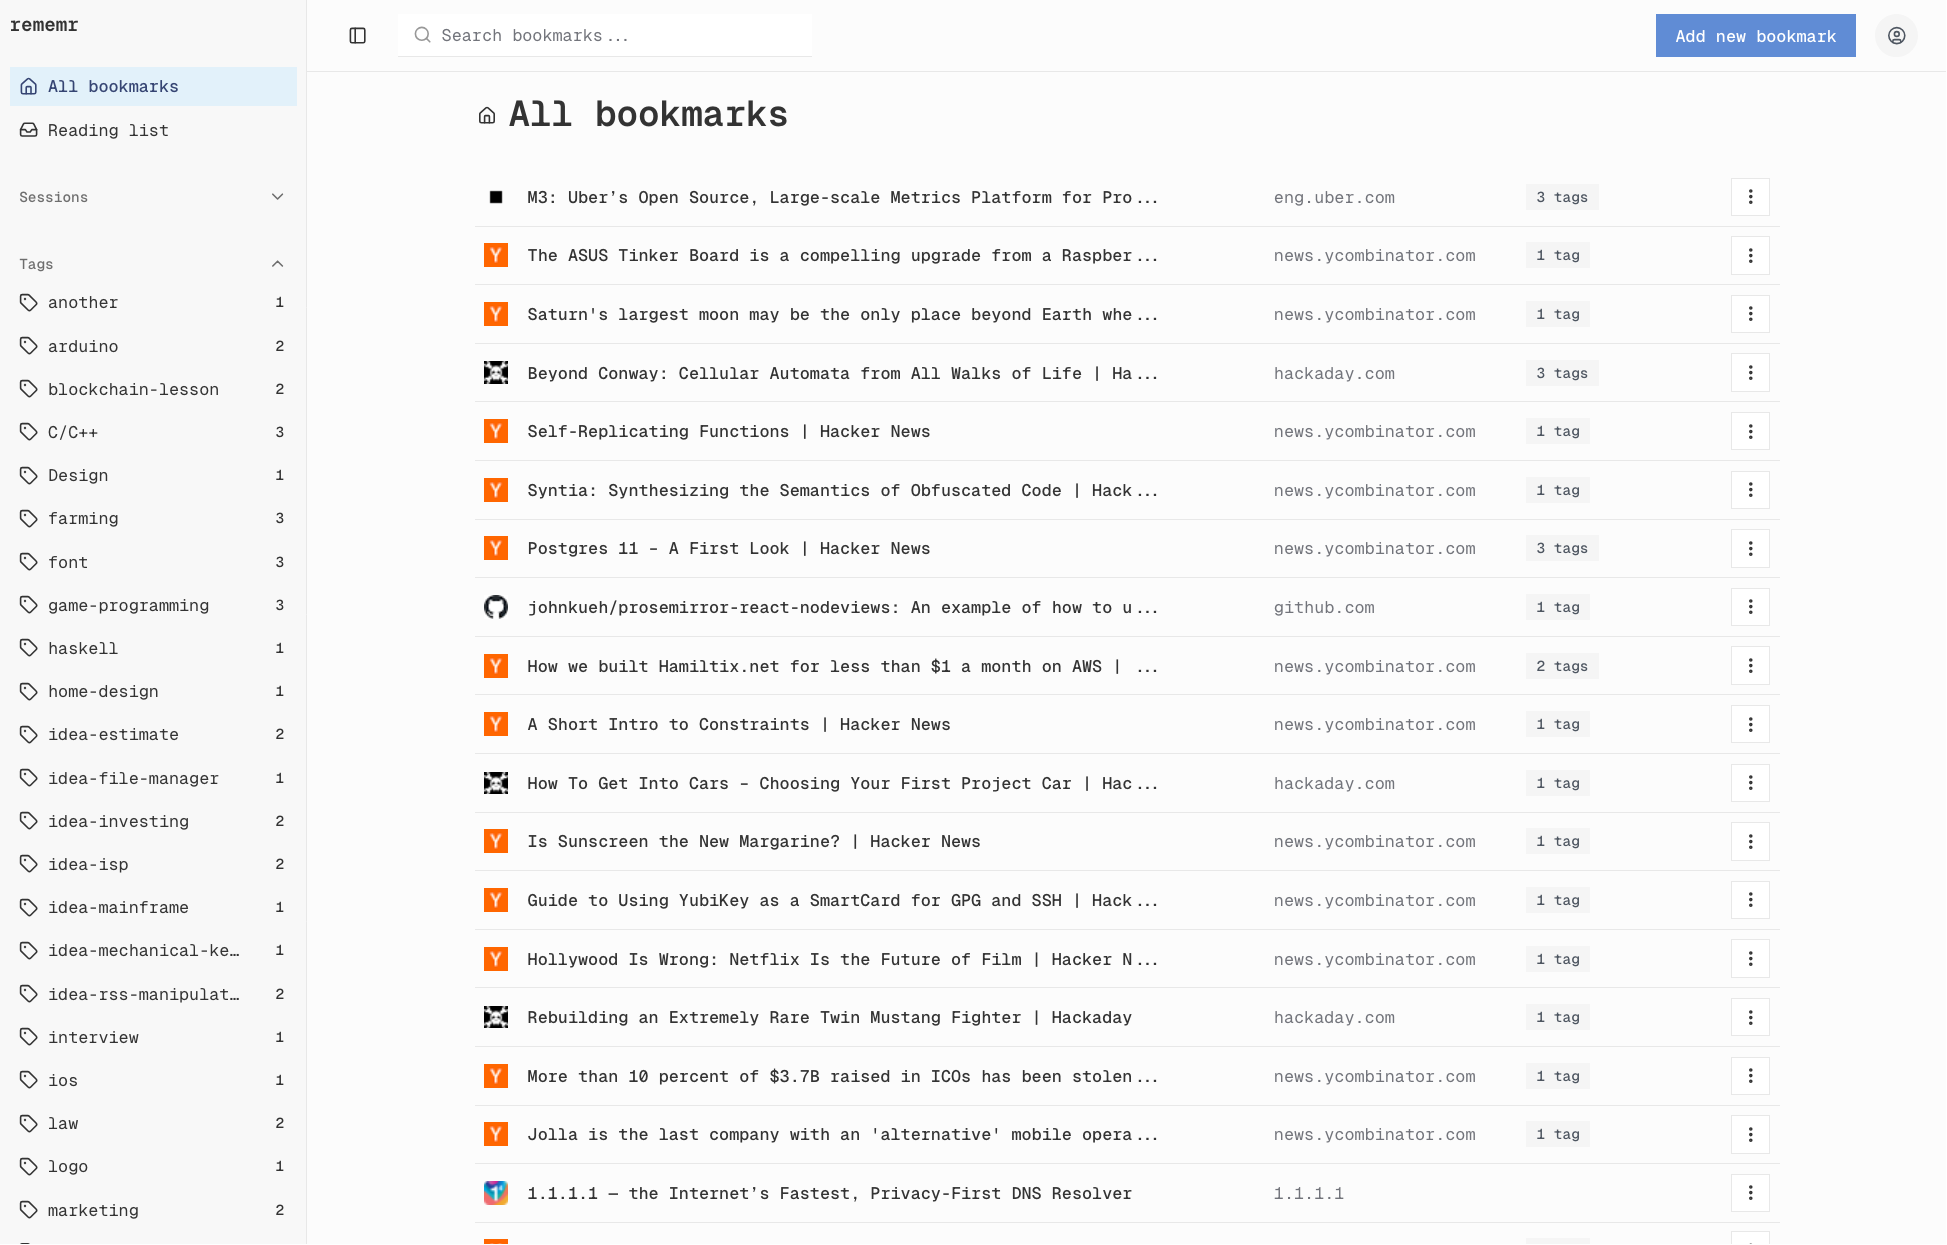 rememr
Search bookmarks...
Add new bookmark
All bookmarks
Reading list
Sessions
Tags
another 1
arduino 2
blockchain-lesson 2
C/C++ 3
Design 1
farming 3
font 3
game-programming 3
haskell 1
home-design 1
idea-estimate 2
idea-file-manager 1
idea-investing 2
idea-isp 2
idea-mainframe 1
idea-mechanical-ke… 1
idea-rss-manipulat… 2
interview 1
ios 1
law 2
logo 1
marketing 2
All bookmarks
M3: Uber’s Open Source, Large-scale Metrics Platform for Pro... eng.uber.com 3 tags
The ASUS Tinker Board is a compelling upgrade from a Raspber... news.ycombinator.com 1 tag
Saturn's largest moon may be the only place beyond Earth whe... news.ycombinator.com 1 tag
Beyond Conway: Cellular Automata from All Walks of Life | Ha... hackaday.com 3 tags
Self-Replicating Functions | Hacker News news.ycombinator.com 1 tag
Syntia: Synthesizing the Semantics of Obfuscated Code | Hack... news.ycombinator.com 1 tag
Postgres 11 – A First Look | Hacker News news.ycombinator.com 3 tags
johnkueh/prosemirror-react-nodeviews: An example of how to u... github.com 1 tag
How we built Hamiltix.net for less than $1 a month on AWS | ... news.ycombinator.com 2 tags
A Short Intro to Constraints | Hacker News news.ycombinator.com 1 tag
How To Get Into Cars – Choosing Your First Project Car | Hac... hackaday.com 1 tag
Is Sunscreen the New Margarine? | Hacker News news.ycombinator.com 1 tag
Guide to Using YubiKey as a SmartCard for GPG and SSH | Hack... news.ycombinator.com 1 tag
Hollywood Is Wrong: Netflix Is the Future of Film | Hacker N... news.ycombinator.com 1 tag
Rebuilding an Extremely Rare Twin Mustang Fighter | Hackaday hackaday.com 1 tag
More than 10 percent of $3.7B raised in ICOs has been stolen... news.ycombinator.com 1 tag
Jolla is the last company with an 'alternative' mobile opera... news.ycombinator.com 1 tag
1.1.1.1 — the Internet’s Fastest, Privacy-First DNS Resolver 1.1.1.1